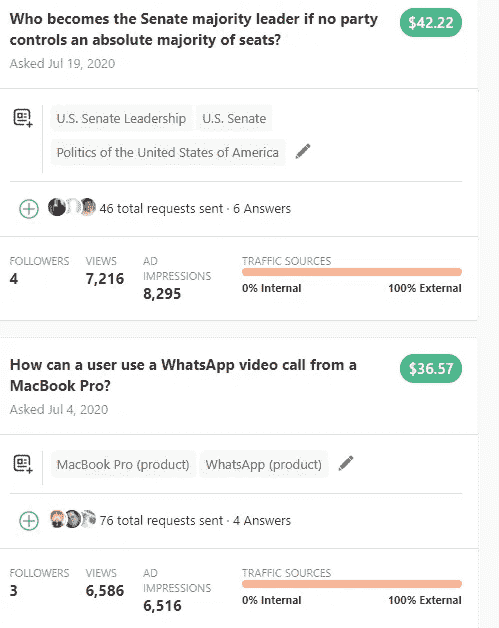 Who becomes the Senate majority leader if no party
controls an absolute majority of seats?
$42.22
Asked Jul 19, 2020
U.S. Senate Leadership U.S. Senate
Politics of the United States of America
46 total requests sent · 6 Answers
FOLLOWERS VIEWS AD IMPRESSIONS TRAFFIC SOURCES
4 7,216 8,295
0% Internal 100% External
How can a user use a WhatsApp video call from a
MacBook Pro?
$36.57
Asked Jul 4, 2020
MacBook Pro (product) WhatsApp (product)
76 total requests sent · 4 Answers
FOLLOWERS VIEWS AD IMPRESSIONS TRAFFIC SOURCES
3 6,586 6,516
0% Internal 100% External